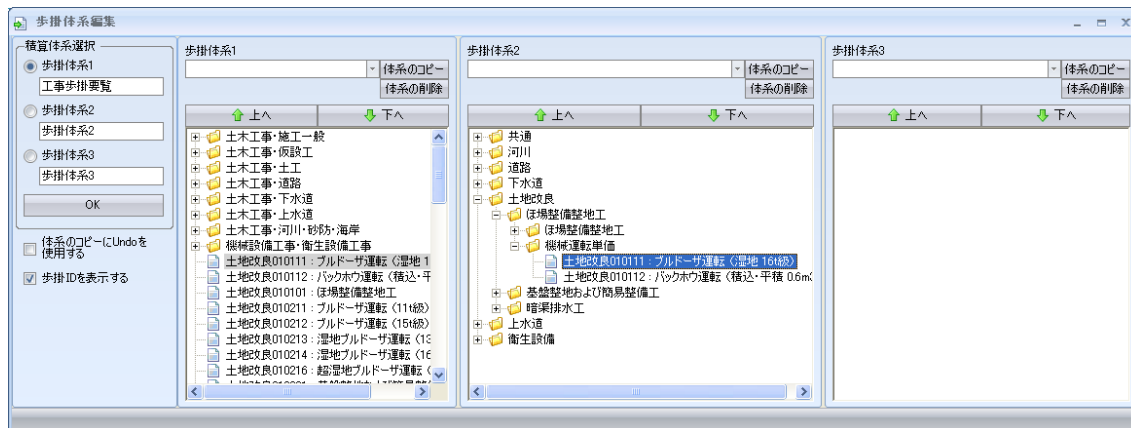 歩掛体系編集
積算体系選択
歩掛体系1
工事歩掛要覧
歩掛体系2
歩掛体系2
歩掛体系3
歩掛体系3
OK
体系のコピーにUndoを
使用する
歩掛IDを表示する
歩掛体系1
体系のコピー
体系の削除
上へ
下へ
土木工事・施工一般
土木工事・仮設工
土木工事・土工
土木工事・道路
土木工事・下水道
土木工事・上水道
土木工事・河川・砂防・海岸
機械設備工事・衛生設備工事
土地改良010111:ブルドーザ運転(湿地 1
土地改良010112:バックホウ運転(積込・平
土地改良010101:ほ場整備整地工
土地改良010211:ブルドーザ運転(11t級)
土地改良010212:ブルドーザ運転(15t級)
土地改良010213:湿地ブルドーザ運転(13
土地改良010214:湿地ブルドーザ運転(16
土地改良010216:超湿地ブルドーザ運転(
歩掛体系2
体系のコピー
体系の削除
上へ
下へ
共通
河川
道路
下水道
土地改良
ほ場整備整地工
ほ場整備整地工
機械運転単価
土地改良010111:ブルドーザ運転(湿地 16t級)
土地改良010112:バックホウ運転(積込・平積 0.6m
基盤整地および簡易整備工
暗渠排水工
上水道
衛生設備
歩掛体系3
体系のコピー
体系の削除
上へ
下へ